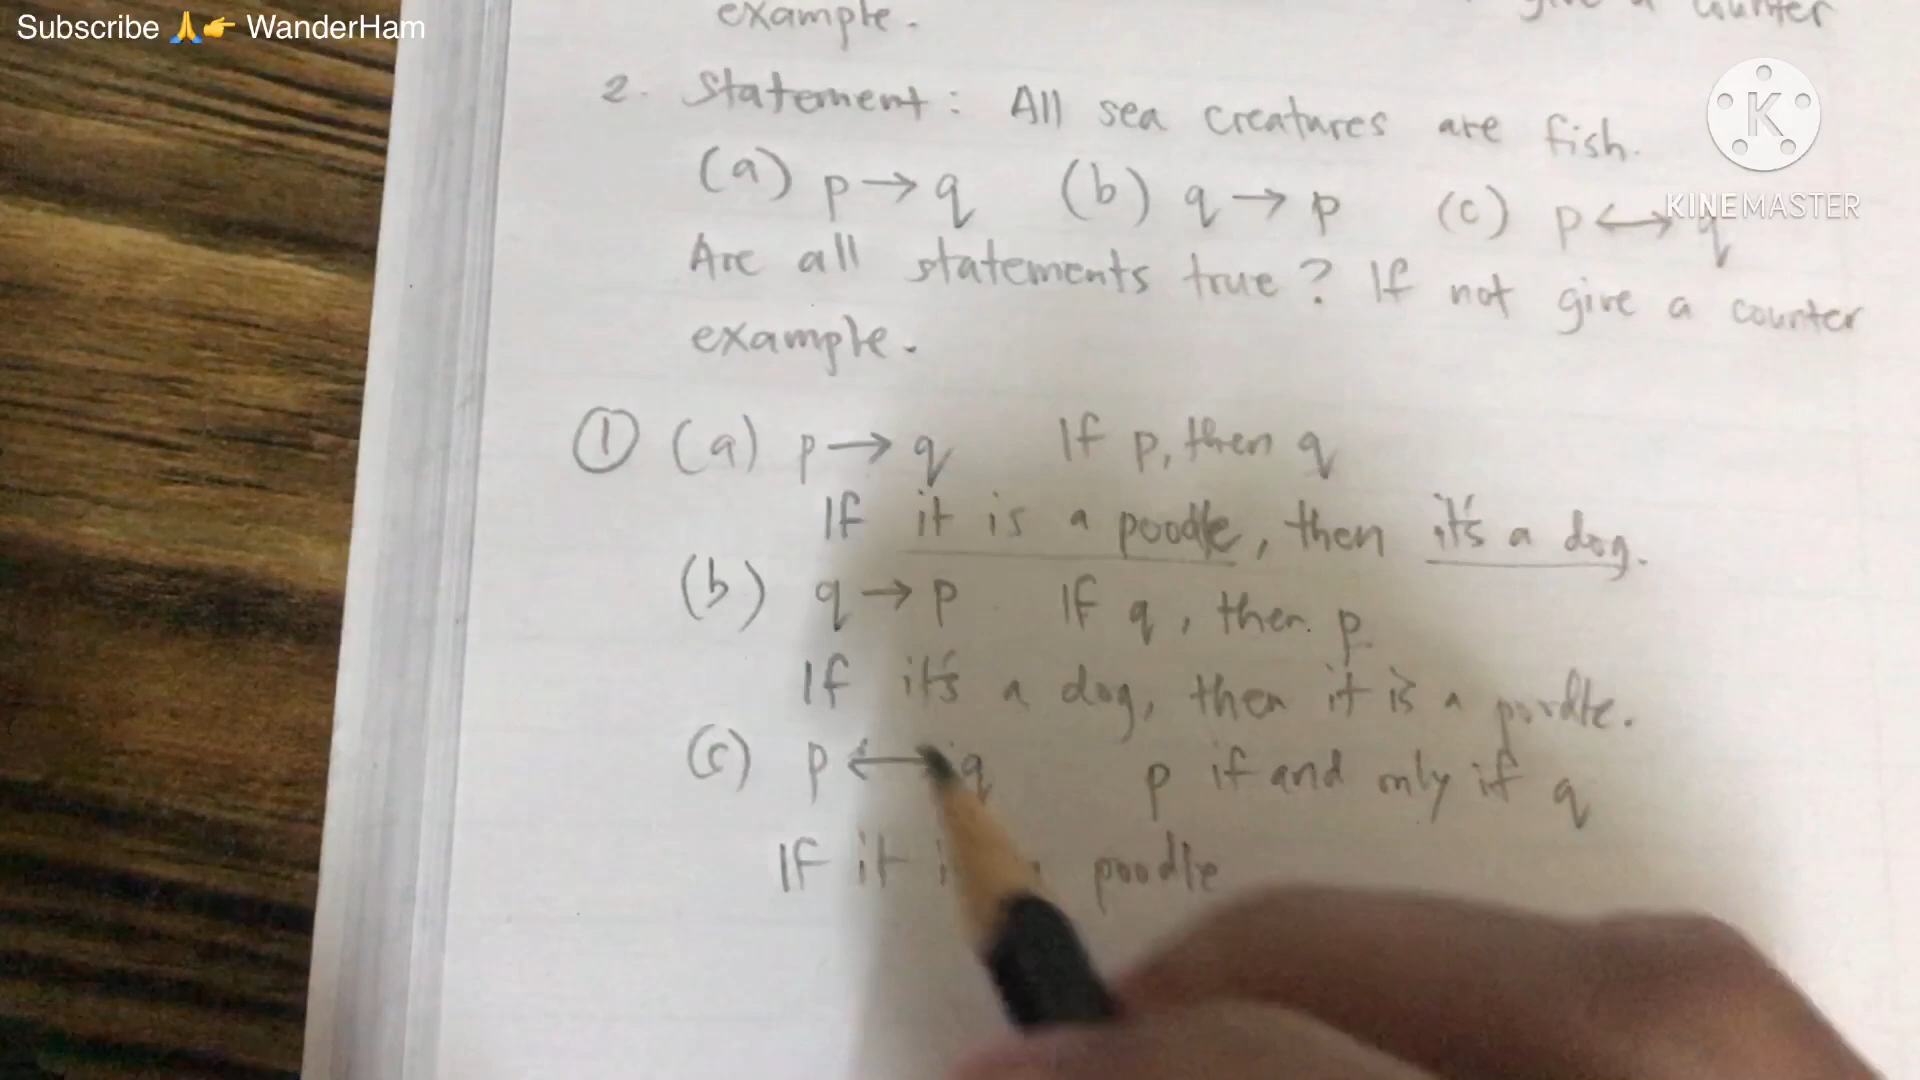 Subscribe 🙏👉 WanderHam
example. give a counter
2. Statement: All sea creatures are fish.
(a) p → q (b) q → p (c) p ↔ q
KINEMASTER
Are all statements true? If not give a counter
example.
① (a) p → q If p, then q
If it is a poodle, then it's a dog.
(b) q → p If q, then p.
If it's a dog, then it is a poodle.
(c) p ↔ q p if and only if q
If it poodle